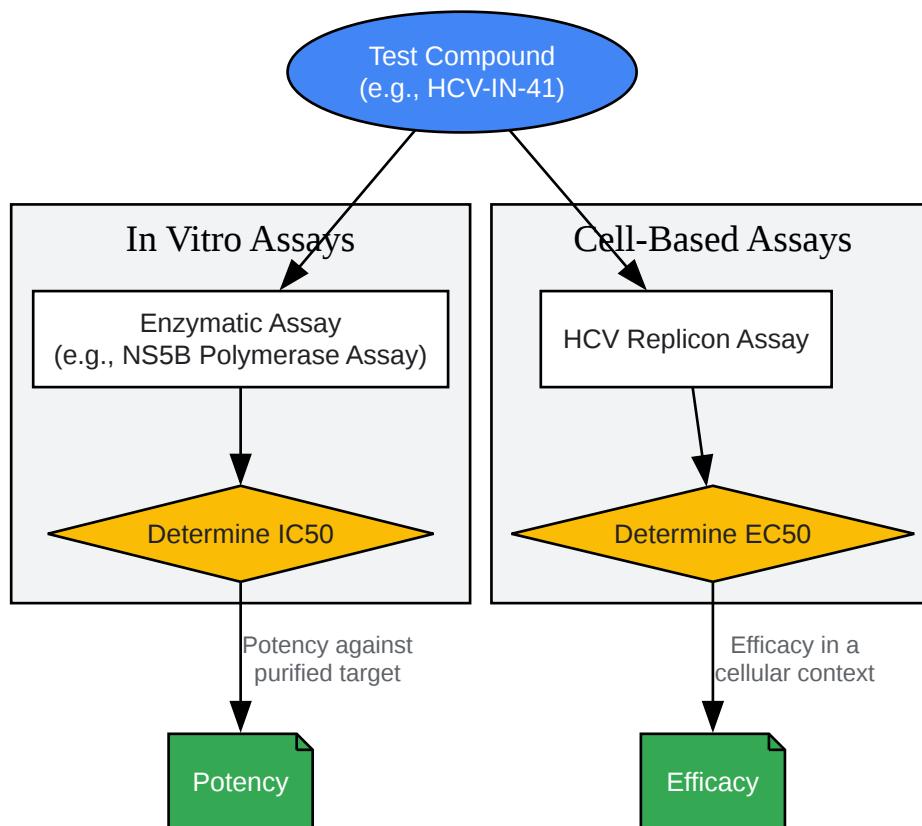 Test Compound
(e.g., HCV-IN-41)
In Vitro Assays
Cell-Based Assays
Enzymatic Assay
(e.g., NS5B Polymerase Assay)
HCV Replicon Assay
Determine IC50
Determine EC50
Potency against
purified target
Efficacy in a
cellular context
Potency
Efficacy